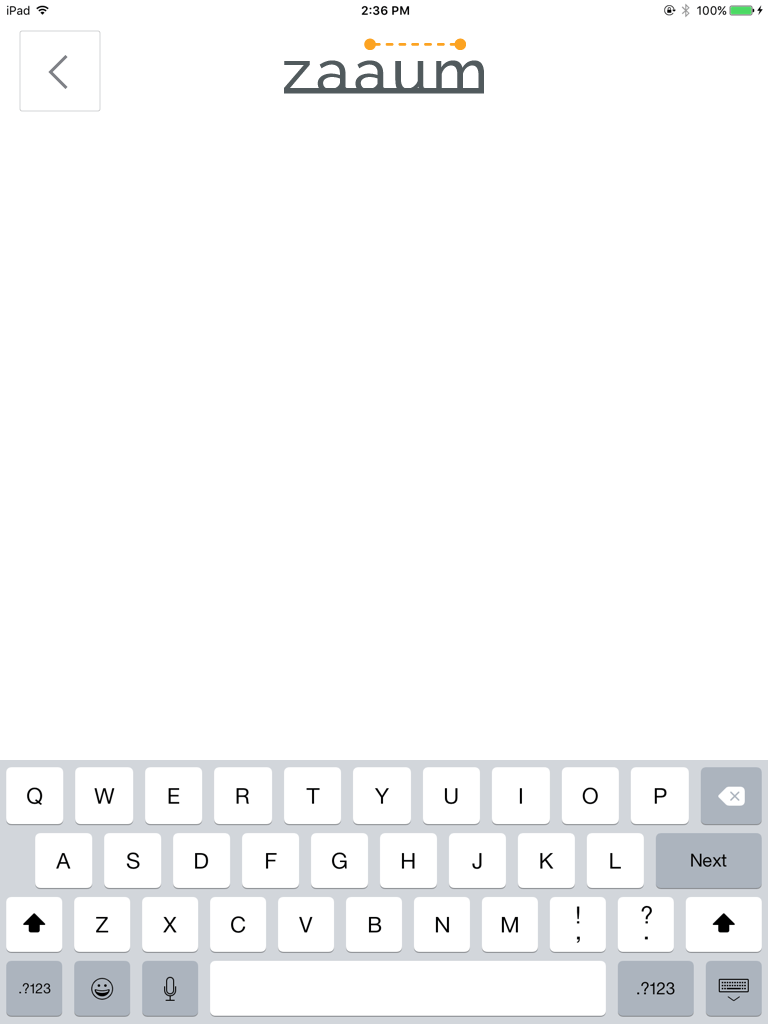 iPad 2:36 PM 100%
zaaum
Q W E R T Y U I O P
A S D F G H J K L Next
Z X C V B N M ! , ? .
.?123 .?123